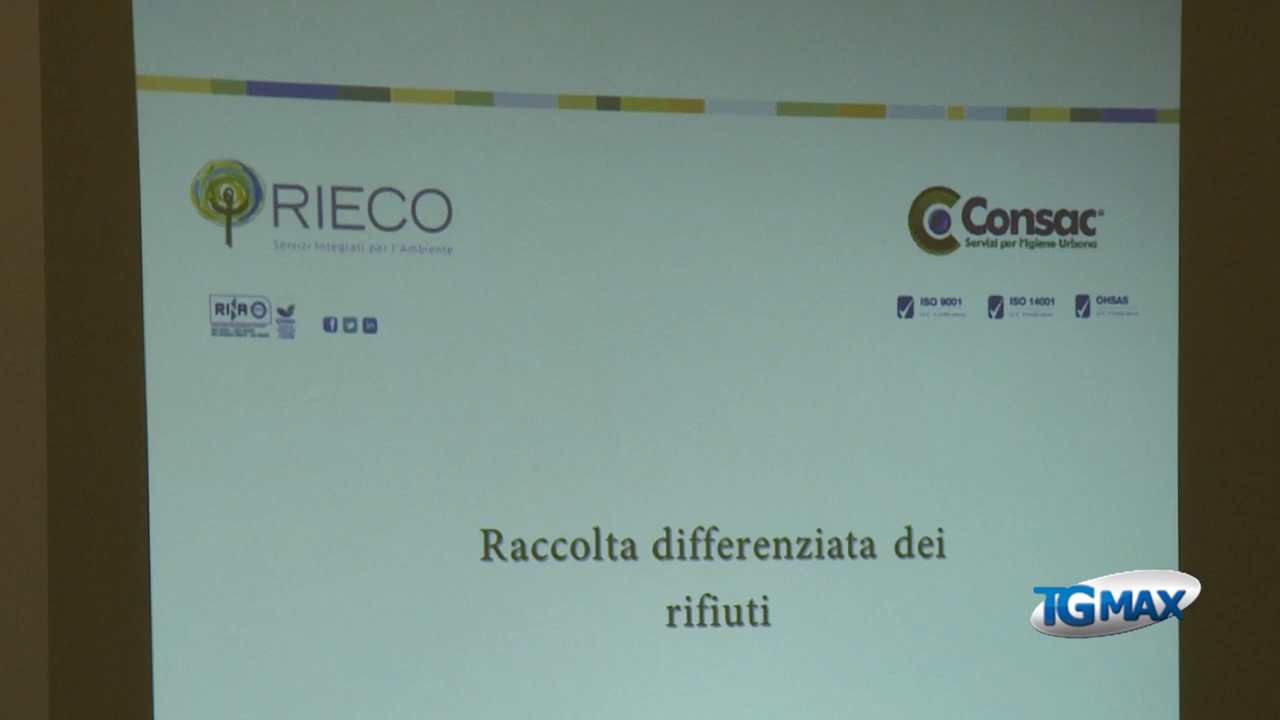 RIECO
Servizi Integrati per l'Ambiente
Consac
Servizi per l'Igiene Urbana
RINA
ISO 9001
ISO 14001
OHSAS
Raccolta differenziata dei
rifiuti
TGMAX